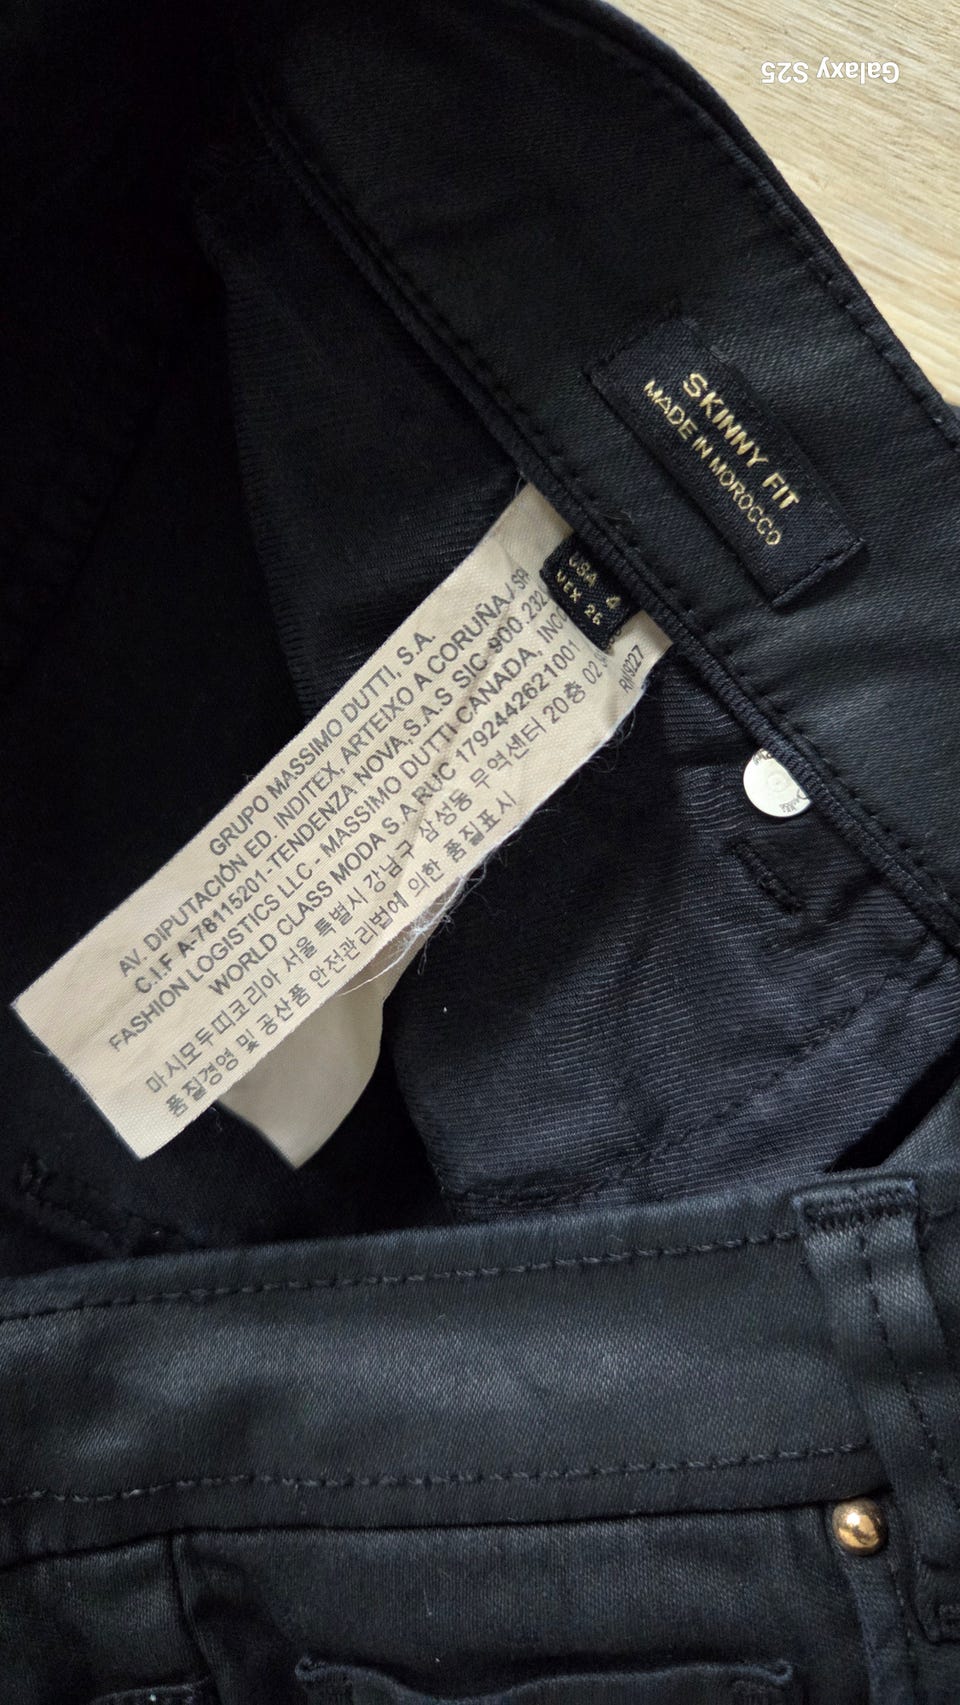 Galaxy S25
SKINNY FIT
MADE IN MOROCCO
USA 4
MEX 26
GRUPO MASSIMO DUTTI, S.A.
AV. DIPUTACIÓN ED. INDITEX, ARTEIXO A CORUÑA / SPA
C.I.F A-78115201-TENDENZA NOVA, S.A.S SIC 900.232
FASHION LOGISTICS LLC - MASSIMO DUTTI CANADA, INCO
WORLD CLASS MODA S.A RUC 1792442621001
마시모두띠코리아 서울 특별시 강남구 삼성동 무역센터 20층 02
품질경영 및 공산품 안전관리법에 의한 품질표시
RN9227